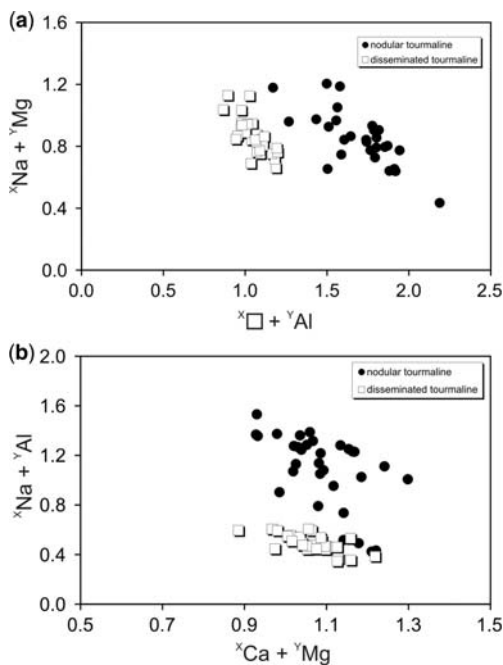 (a)
1.6
nodular tourmaline
disseminated tourmaline
1.2
ˣNa + ʸMg
0.8
0.4
0.0
0.0 0.0 1.0 1.5 2.0 2.5
ˣ□ + ʸAl
(b)
2.0
nodular tourmaline
disseminated tourmaline
1.6
ˣNa + ʸAl
1.2
0.8
0.4
0.0
0.5 0.7 0.9 1.1 1.3 1.5
ˣCa + ʸMg